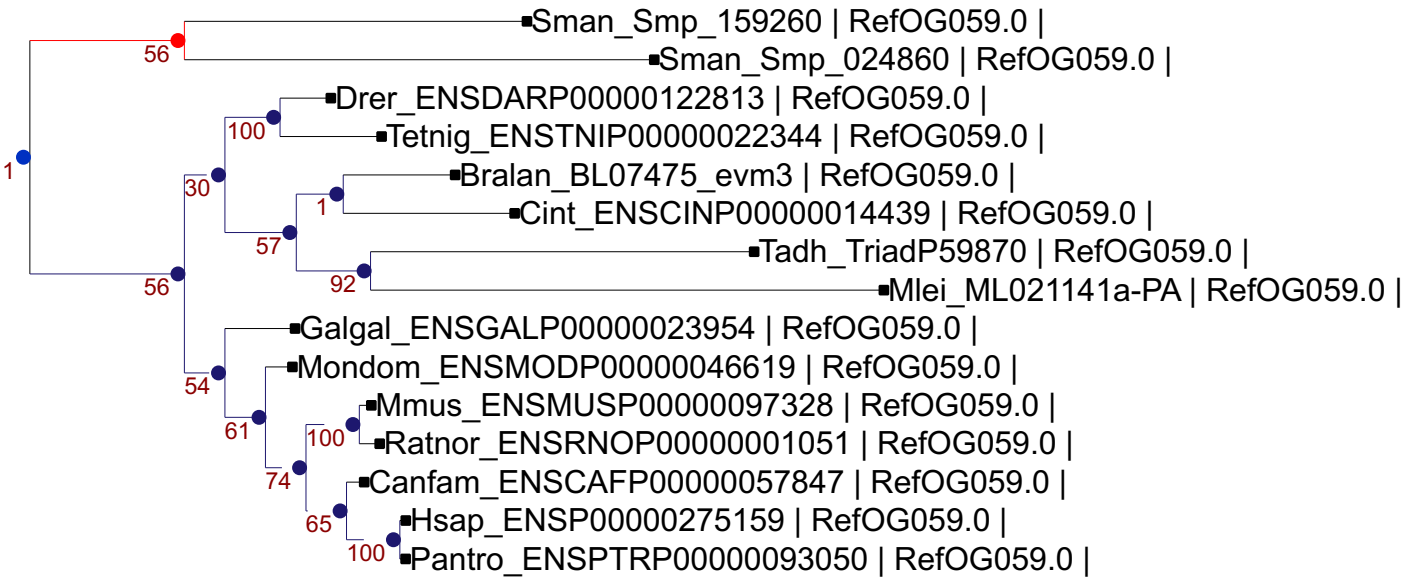 Sman_Smp_159260 | RefOG059.0 |
56
Sman_Smp_024860 | RefOG059.0 |
Drer_ENSDARP00000122813 | RefOG059.0 |
100
Tetnig_ENSTNIP00000022344 | RefOG059.0 |
1
Bralan_BL07475_evm3 | RefOG059.0 |
30
1
Cint_ENSCINP00000014439 | RefOG059.0 |
57
Tadh_TriadP59870 | RefOG059.0 |
56
92
Mlei_ML021141a-PA | RefOG059.0 |
Galgal_ENSGALP00000023954 | RefOG059.0 |
Mondom_ENSMODP00000046619 | RefOG059.0 |
54
Mmus_ENSMUSP00000097328 | RefOG059.0 |
61
100
Ratnor_ENSRNOP00000001051 | RefOG059.0 |
74
Canfam_ENSCAFP00000057847 | RefOG059.0 |
65
Hsap_ENSP00000275159 | RefOG059.0 |
100
Pantro_ENSPTRP00000093050 | RefOG059.0 |